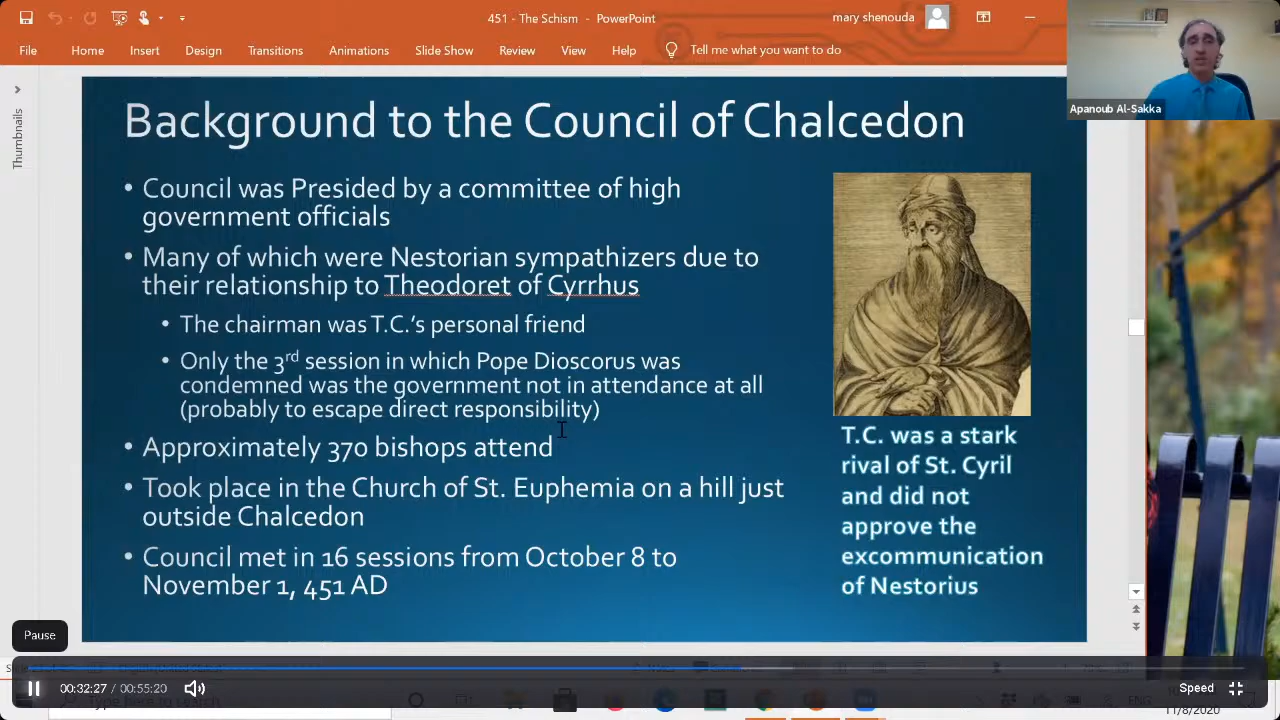 451 - The Schism - PowerPoint
mary shenouda
File Home Insert Design Transitions Animations Slide Show Review View Help Tell me what you want to do
Apanoub Al-Sakka
Thumbnails
Background to the Council of Chalcedon
• Council was Presided by a committee of high
government officials
• Many of which were Nestorian sympathizers due to
their relationship to Theodoret of Cyrrhus
• The chairman was T.C.‘s personal friend
• Only the 3rd session in which Pope Dioscorus was
condemned was the government not in attendance at all
(probably to escape direct responsibility)
• Approximately 370 bishops attend
• Took place in the Church of St. Euphemia on a hill just
outside Chalcedon
• Council met in 16 sessions from October 8 to
November 1, 451 AD
T.C. was a stark
rival of St. Cyril
and did not
approve the
excommunication
of Nestorius
Pause
00:32:27 / 00:55:20
Speed
11/8/2020